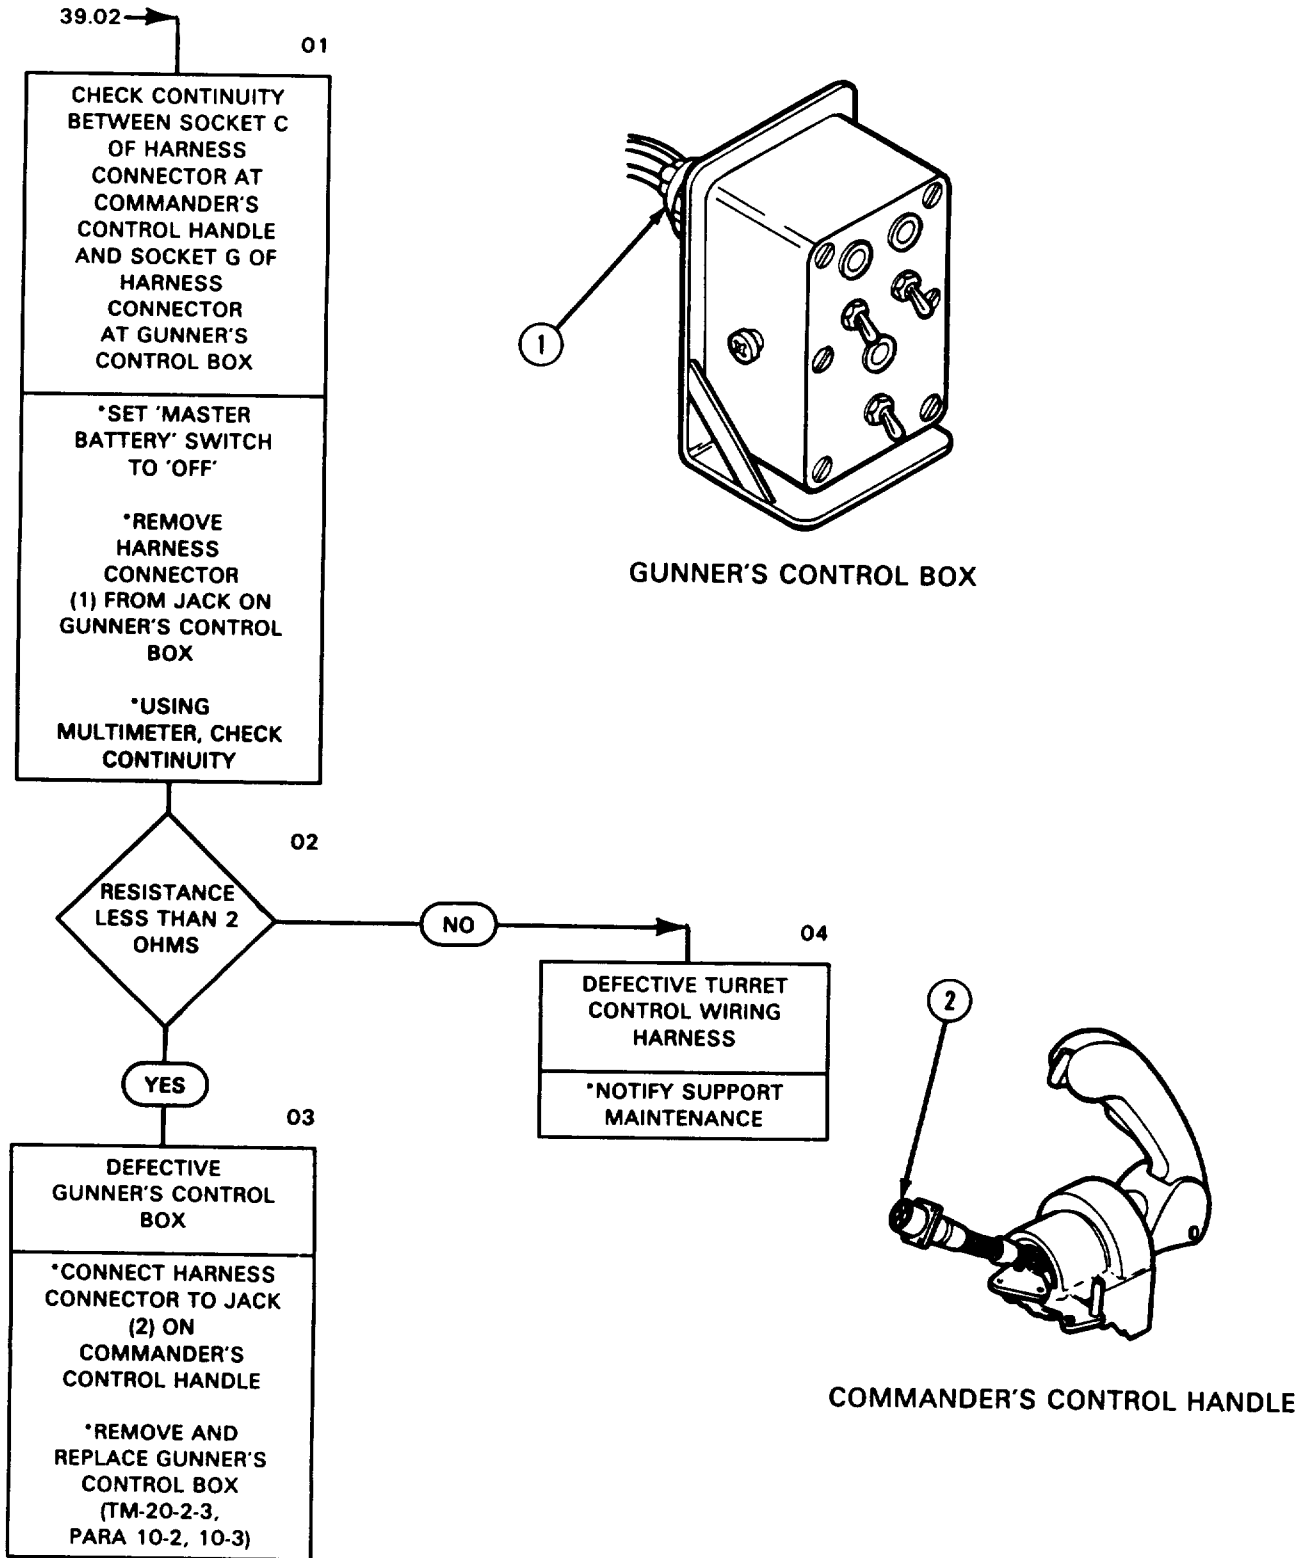 39.02
01
CHECK CONTINUITY
BETWEEN SOCKET C
OF HARNESS
CONNECTOR AT
COMMANDER'S
CONTROL HANDLE
AND SOCKET G OF
HARNESS
CONNECTOR
AT GUNNER'S
CONTROL BOX
*SET 'MASTER
BATTERY' SWITCH
TO 'OFF'
*REMOVE
HARNESS
CONNECTOR
(1) FROM JACK ON
GUNNER'S CONTROL
BOX
*USING
MULTIMETER, CHECK
CONTINUITY
1
GUNNER'S CONTROL BOX
02
RESISTANCE
LESS THAN 2
OHMS
NO
04
DEFECTIVE TURRET
CONTROL WIRING
HARNESS
*NOTIFY SUPPORT
MAINTENANCE
YES
03
DEFECTIVE
GUNNER'S CONTROL
BOX
*CONNECT HARNESS
CONNECTOR TO JACK
(2) ON
COMMANDER'S
CONTROL HANDLE
*REMOVE AND
REPLACE GUNNER'S
CONTROL BOX
(TM-20-2-3,
PARA 10-2, 10-3)
2
COMMANDER'S CONTROL HANDLE